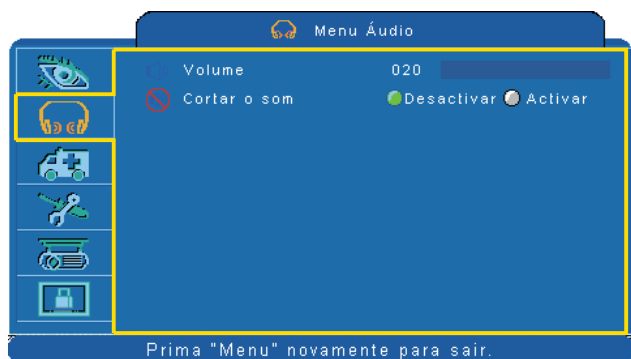 Menu Áudio
Volume 020
Cortar o som Desactivar Activar
Prima "Menu" novamente para sair.